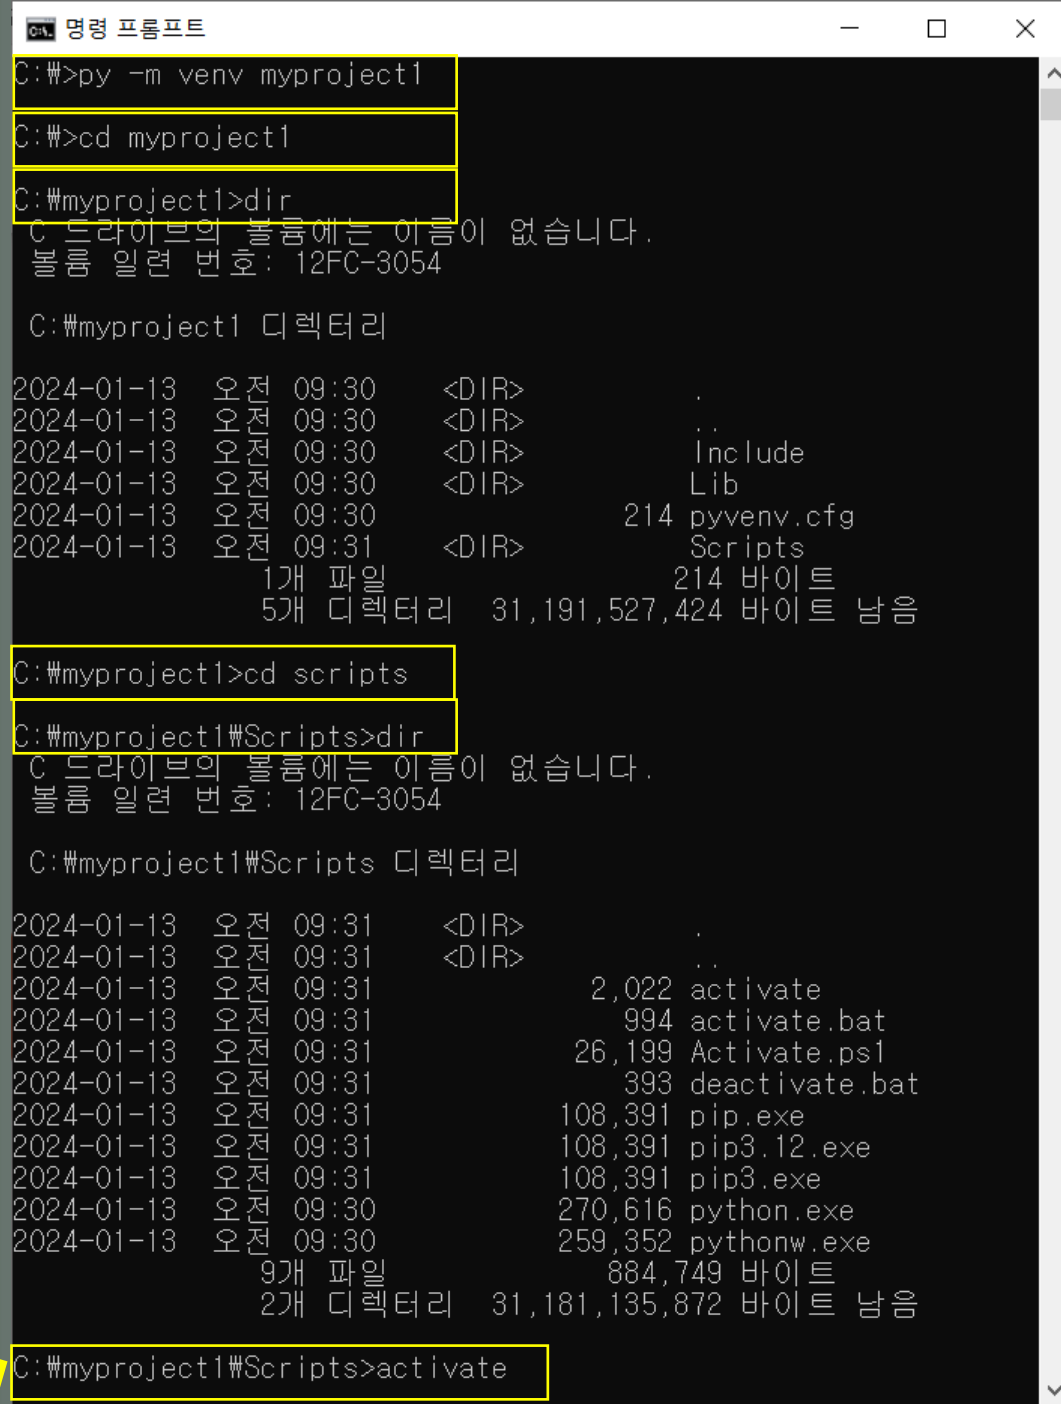 명령 프롬프트
C:\>py -m venv myproject1
C:\>cd myproject1
C:\myproject1>dir
C 드라이브의 볼륨에는 이름이 없습니다.
볼륨 일련 번호: 12FC-3054
C:\myproject1 디렉터리
2024-01-13 오전 09:30 <DIR> .
2024-01-13 오전 09:30 <DIR> ..
2024-01-13 오전 09:30 <DIR> Include
2024-01-13 오전 09:30 <DIR> Lib
2024-01-13 오전 09:30 214 pyvenv.cfg
2024-01-13 오전 09:31 <DIR> Scripts
1개 파일 214 바이트
5개 디렉터리 31,191,527,424 바이트 남음
C:\myproject1>cd scripts
C:\myproject1\Scripts>dir
C 드라이브의 볼륨에는 이름이 없습니다.
볼륨 일련 번호: 12FC-3054
C:\myproject1\Scripts 디렉터리
2024-01-13 오전 09:31 <DIR> .
2024-01-13 오전 09:31 <DIR> ..
2024-01-13 오전 09:31 2,022 activate
2024-01-13 오전 09:31 994 activate.bat
2024-01-13 오전 09:31 26,199 Activate.ps1
2024-01-13 오전 09:31 393 deactivate.bat
2024-01-13 오전 09:31 108,391 pip.exe
2024-01-13 오전 09:31 108,391 pip3.12.exe
2024-01-13 오전 09:31 108,391 pip3.exe
2024-01-13 오전 09:30 270,616 python.exe
2024-01-13 오전 09:30 259,352 pythonw.exe
9개 파일 884,749 바이트
2개 디렉터리 31,181,135,872 바이트 남음
C:\myproject1\Scripts>activate